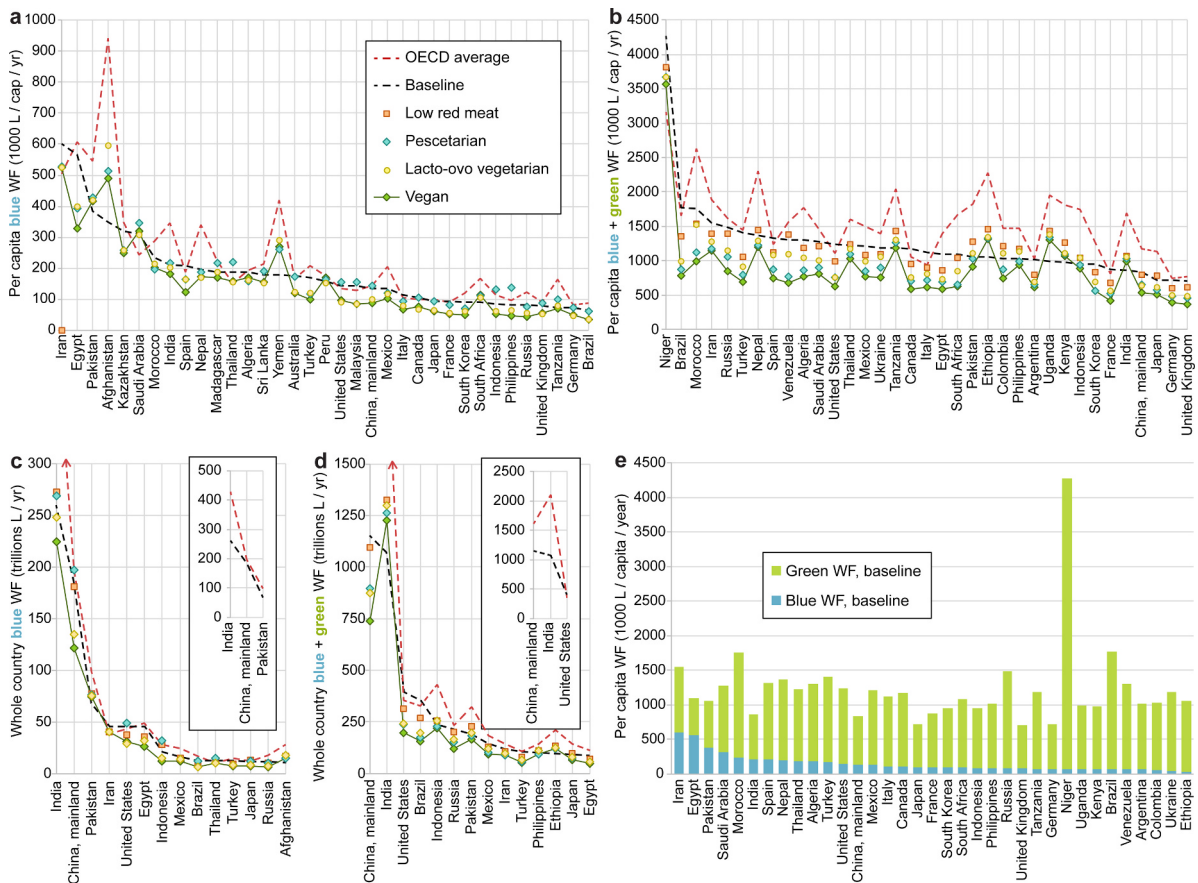 a
Per capita blue WF (1000 L / cap / yr)
1000
900
800
700
600
500
400
300
200
100
0
OECD average
Baseline
Low red meat
Pescetarian
Lacto-ovo vegetarian
Vegan
Iran
Egypt
Pakistan
Afghanistan
Kazakhstan
Saudi Arabia
Morocco
India
Spain
Nepal
Madagascar
Thailand
Algeria
Sri Lanka
Yemen
Australia
Turkey
Peru
United States
Malaysia
China, mainland
Mexico
Italy
Canada
Japan
France
South Korea
South Africa
Indonesia
Philippines
Russia
United Kingdom
Tanzania
Germany
Brazil
b
Per capita blue + green WF (1000 L / cap / yr)
4500
4000
3500
3000
2500
2000
1500
1000
500
0
Niger
Brazil
Morocco
Iran
Russia
Turkey
Nepal
Spain
Venezuela
Algeria
Saudi Arabia
United States
Thailand
Mexico
Ukraine
Tanzania
Canada
Italy
Egypt
South Africa
Pakistan
Ethiopia
Colombia
Philippines
Argentina
Uganda
Kenya
Indonesia
South Korea
France
India
China, mainland
Japan
Germany
United Kingdom
c
Whole country blue WF (trillions L / yr)
300
250
200
150
100
50
0
500
400
300
200
100
0
India
China, mainland
Pakistan
India
China, mainland
Pakistan
Iran
United States
Egypt
Indonesia
Mexico
Brazil
Thailand
Turkey
Japan
Russia
Afghanistan
d
Whole country blue + green WF (trillions L / yr)
1500
1250
1000
750
500
250
0
2500
2000
1500
1000
500
0
China, mainland
India
United States
China, mainland
India
United States
Brazil
Indonesia
Russia
Pakistan
Mexico
Iran
Turkey
Philippines
Ethiopia
Japan
Egypt
e
Per capita WF (1000 L / capita / year)
4500
4000
3500
3000
2500
2000
1500
1000
500
0
Green WF, baseline
Blue WF, baseline
Iran
Egypt
Pakistan
Saudi Arabia
Morocco
India
Spain
Nepal
Thailand
Algeria
Turkey
United States
China, mainland
Mexico
Italy
Canada
Japan
France
South Korea
South Africa
Indonesia
Philippines
Russia
United Kingdom
Tanzania
Germany
Niger
Uganda
Kenya
Brazil
Venezuela
Argentina
Colombia
Ukraine
Ethiopia